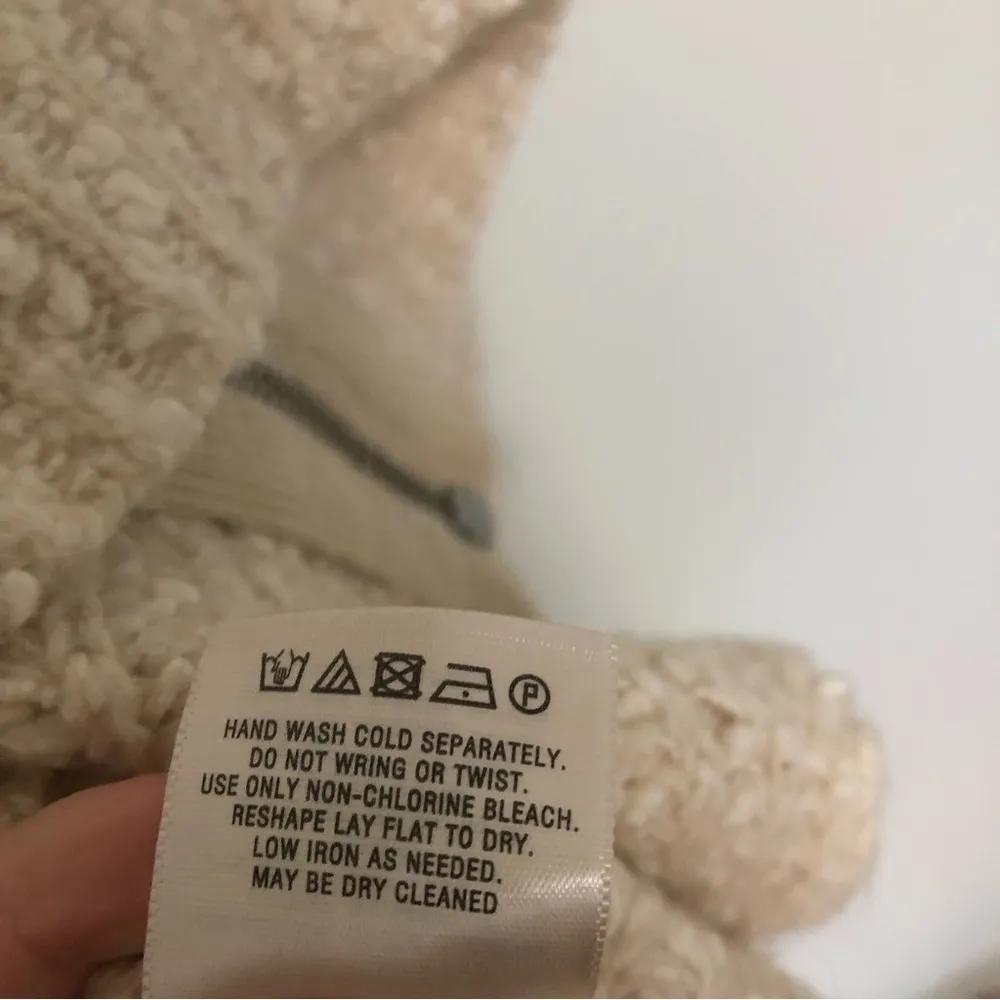 P
HAND WASH COLD SEPARATELY.
DO NOT WRING OR TWIST.
USE ONLY NON-CHLORINE BLEACH.
RESHAPE LAY FLAT TO DRY.
LOW IRON AS NEEDED.
MAY BE DRY CLEANED